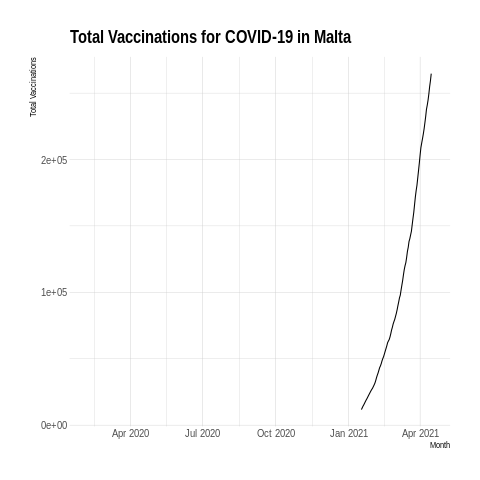 Total Vaccinations for COVID-19 in Malta
Total Vaccinations
2e+05
1e+05
0e+00
Apr 2020 Jul 2020 Oct 2020 Jan 2021 Apr 2021
Month